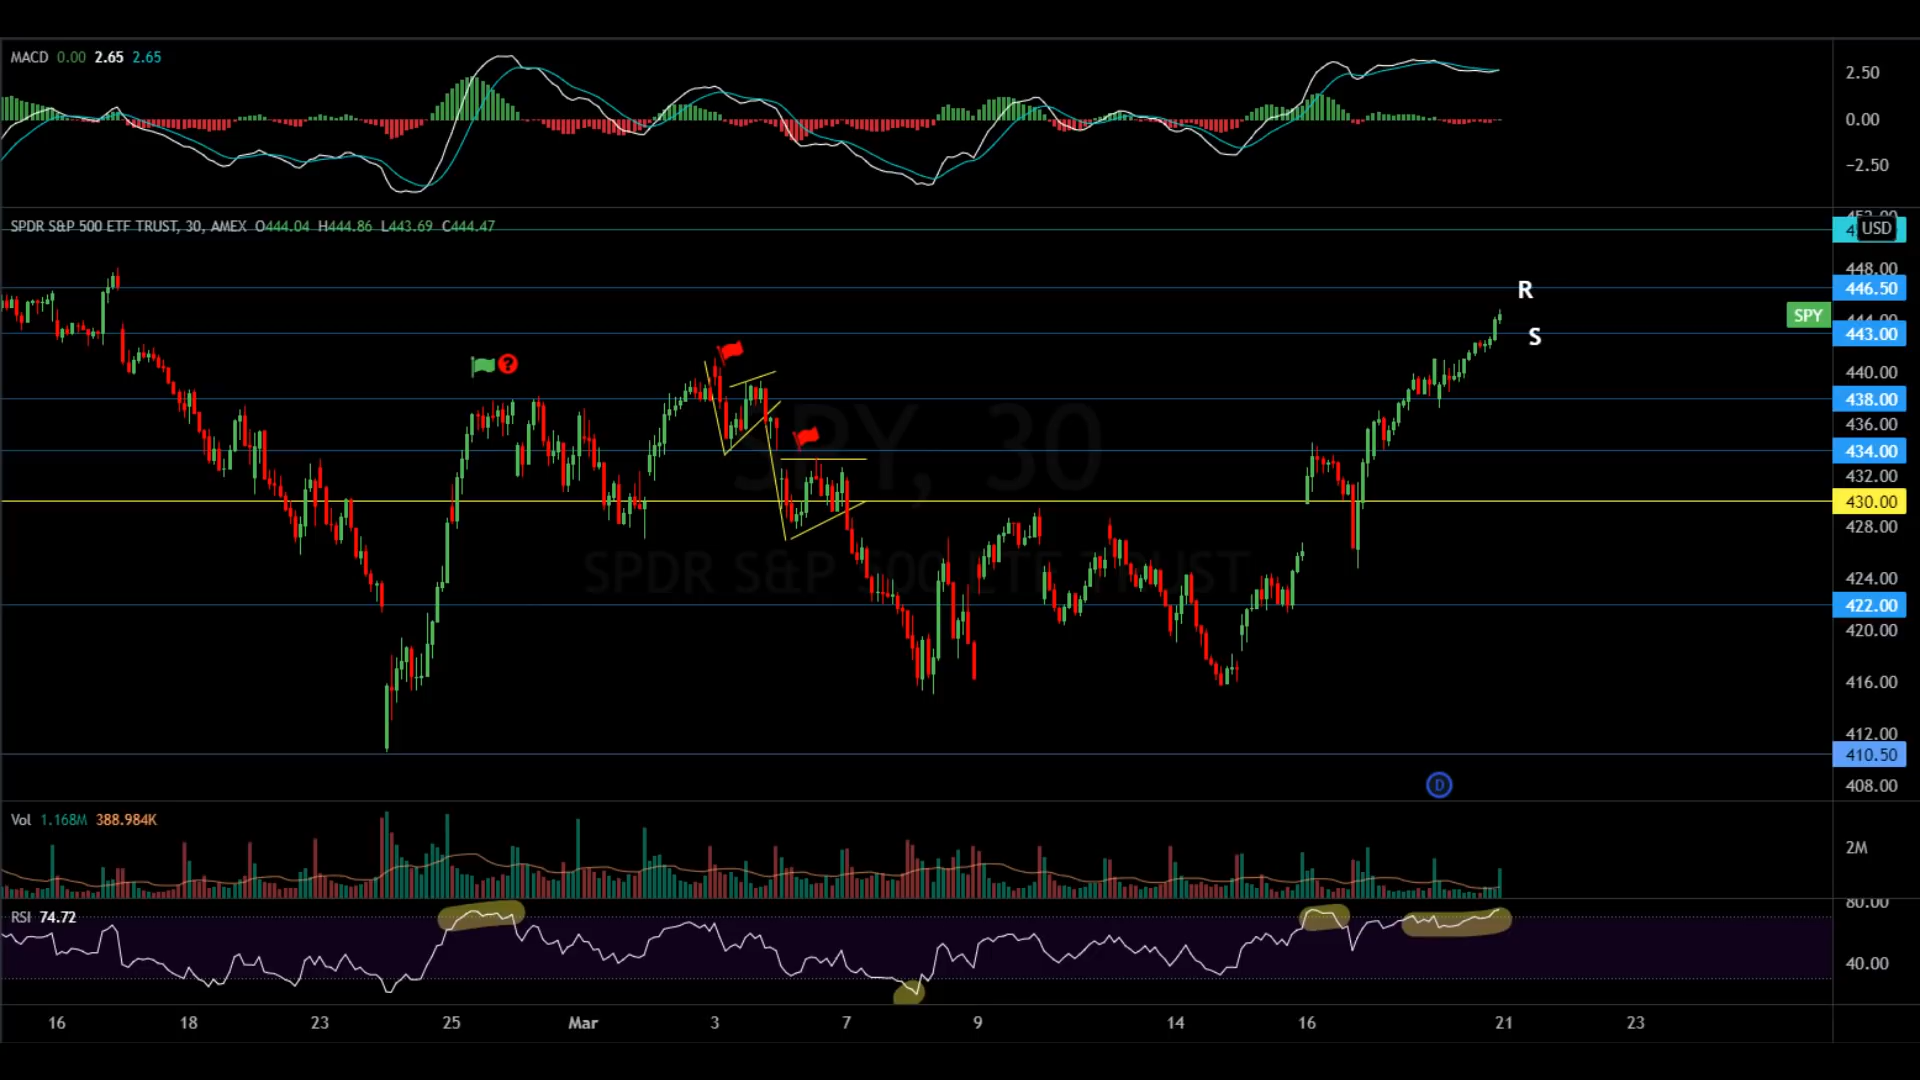 MACD 0.00 2.65 2.65
2.50
0.00
−2.50
SPDR S&P 500 ETF TRUST, 30, AMEX O444.04 H444.86 L443.69 C444.47
USD
448.00
R
446.50
SPY
444.00
443.00
S
?
440.00
438.00
436.00
SPY, 30
434.00
432.00
430.00
428.00
SPDR S&P 500 ETF TRUST
424.00
422.00
420.00
416.00
412.00
410.50
D
408.00
Vol 1.168M 388.984K
2M
RSI 74.72
80.00
40.00
16 18 23 25 Mar 3 7 9 14 16 21 23